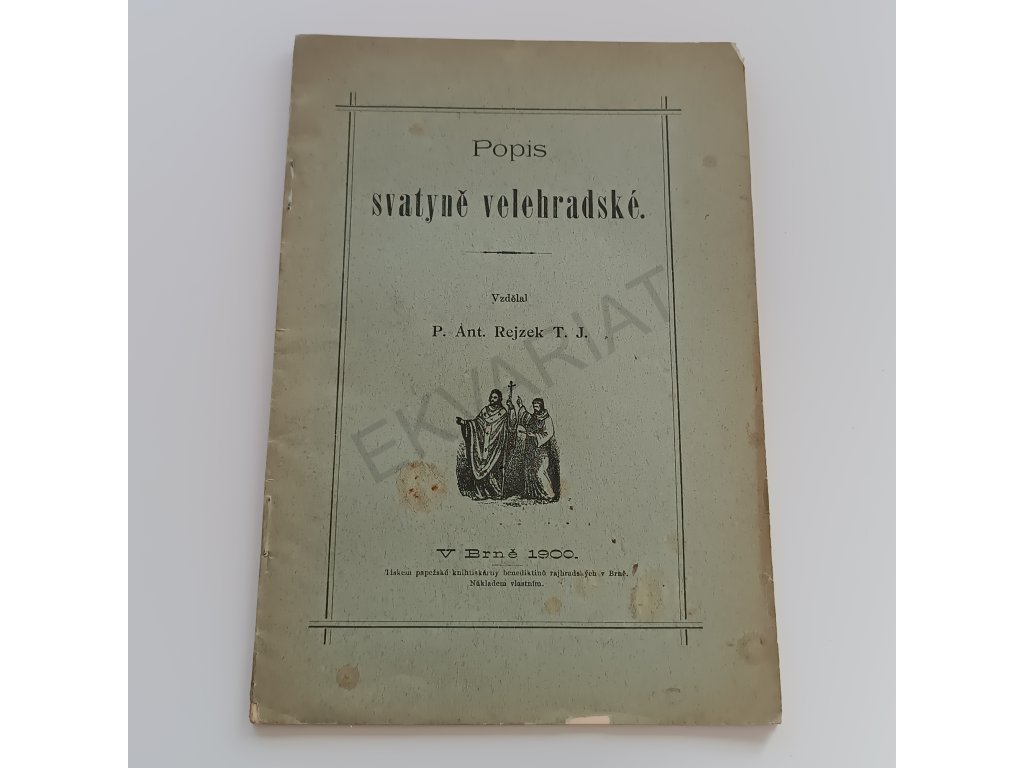 Popis
svatyně velehradské.
Vzdělal
P. Ant. Rejzek T. J.
EKVARIAT
V Brně 1900.
Tiskem papežské knihtiskárny benediktinů rajhradských v Brně.
Nákladem vlastním.